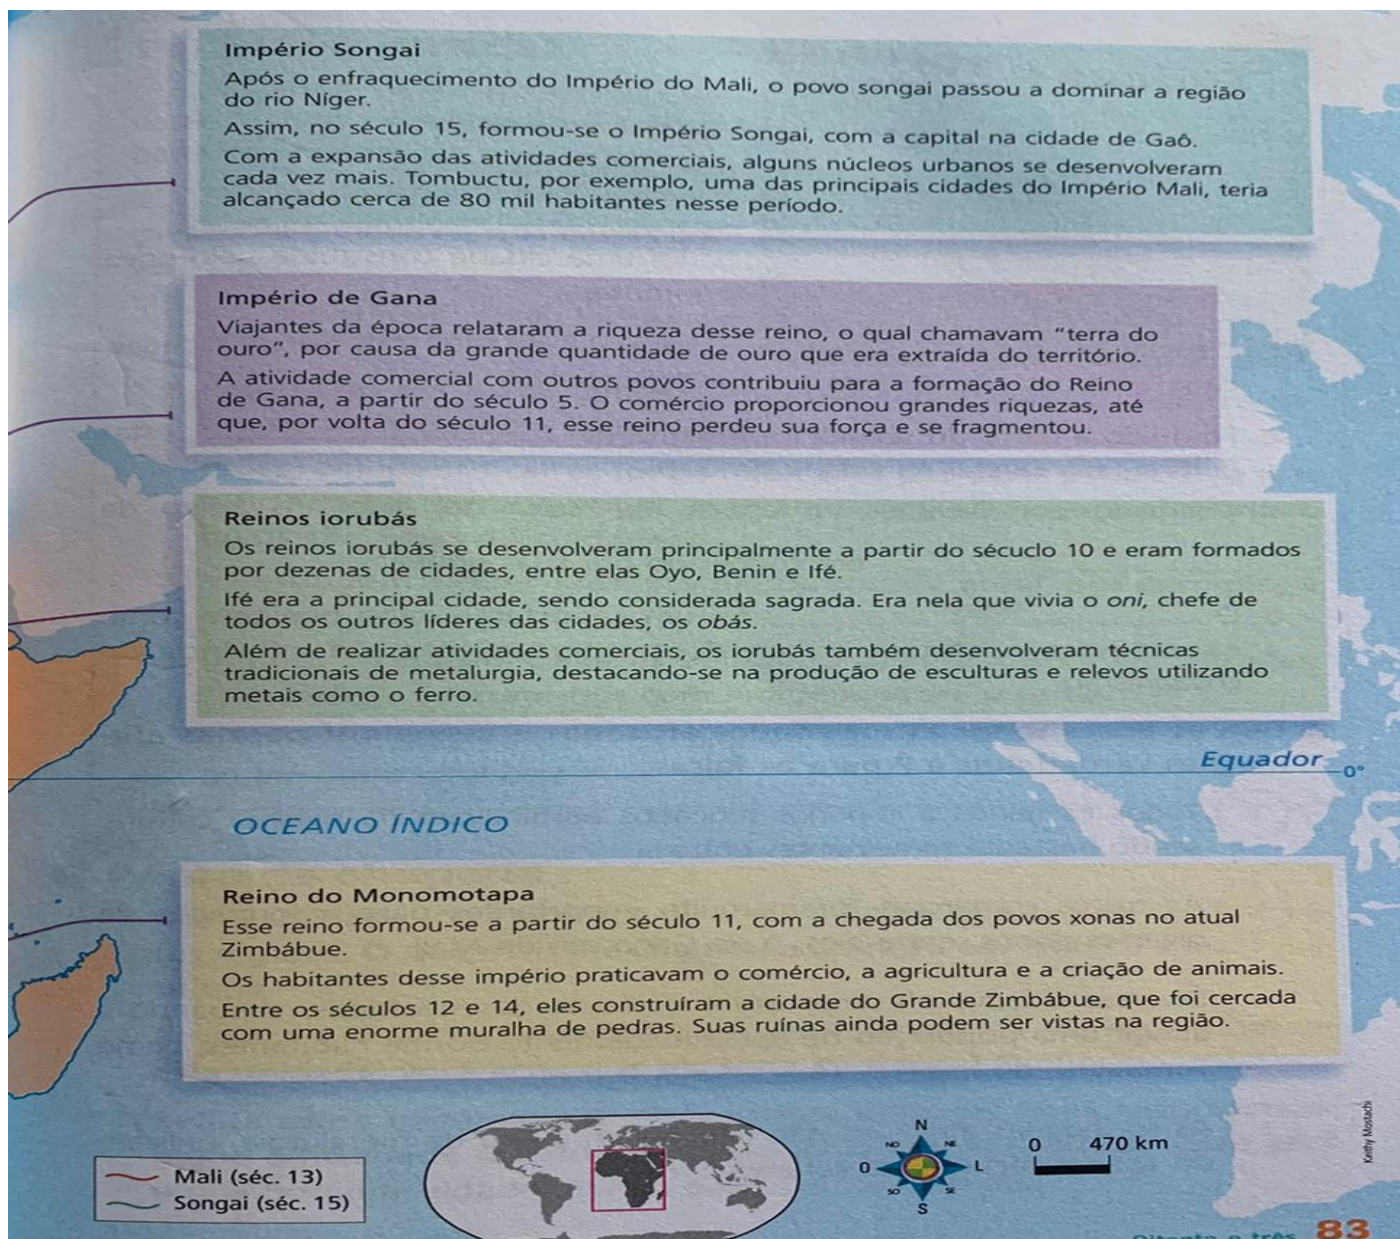 Império Songai
Após o enfraquecimento do Império do Mali, o povo songai passou a dominar a região
do rio Níger.
Assim, no século 15, formou-se o Império Songai, com a capital na cidade de Gaô.
Com a expansão das atividades comerciais, alguns núcleos urbanos se desenvolveram
cada vez mais. Tombuctu, por exemplo, uma das principais cidades do Império Mali, teria
alcançado cerca de 80 mil habitantes nesse período.
Império de Gana
Viajantes da época relataram a riqueza desse reino, o qual chamavam “terra do
ouro”, por causa da grande quantidade de ouro que era extraída do território.
A atividade comercial com outros povos contribuiu para a formação do Reino
de Gana, a partir do século 5. O comércio proporcionou grandes riquezas, até
que, por volta do século 11, esse reino perdeu sua força e se fragmentou.
Reinos iorubás
Os reinos iorubás se desenvolveram principalmente a partir do sécuclo 10 e eram formados
por dezenas de cidades, entre elas Oyo, Benin e Ifé.
Ifé era a principal cidade, sendo considerada sagrada. Era nela que vivia o oni, chefe de
todos os outros líderes das cidades, os obás.
Além de realizar atividades comerciais, os iorubás também desenvolveram técnicas
tradicionais de metalurgia, destacando-se na produção de esculturas e relevos utilizando
metais como o ferro.
Equador 0°
OCEANO ÍNDICO
Reino do Monomotapa
Esse reino formou-se a partir do século 11, com a chegada dos povos xonas no atual
Zimbábue.
Os habitantes desse império praticavam o comércio, a agricultura e a criação de animais.
Entre os séculos 12 e 14, eles construíram a cidade do Grande Zimbábue, que foi cercada
com uma enorme muralha de pedras. Suas ruínas ainda podem ser vistas na região.
Keithy Mostachi
Mali (séc. 13)
Songai (séc. 15)
N
NO NE
O L
SO SE
S
0 470 km
Oitenta e três 83